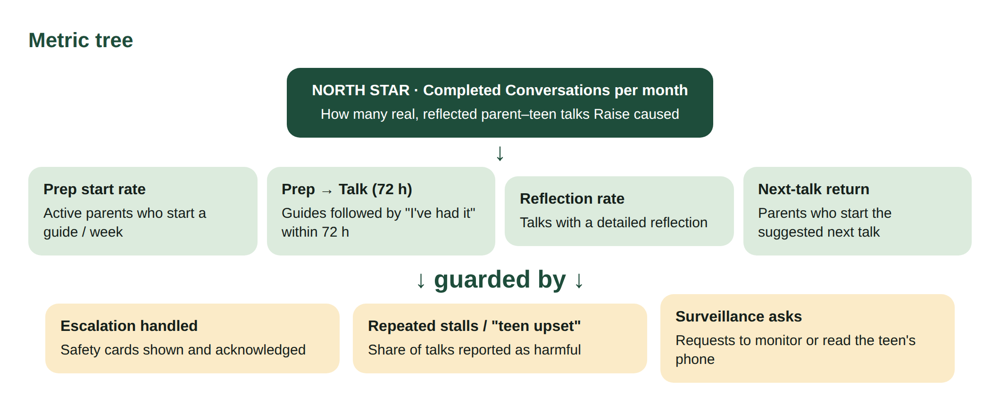 Metric tree
NORTH STAR · Completed Conversations per month
How many real, reflected parent–teen talks Raise caused
↓
Prep start rate
Active parents who start a
guide / week
Prep → Talk (72 h)
Guides followed by "I've had it"
within 72 h
Reflection rate
Talks with a detailed reflection
Next-talk return
Parents who start the
suggested next talk
↓ guarded by ↓
Escalation handled
Safety cards shown and acknowledged
Repeated stalls / "teen upset"
Share of talks reported as harmful
Surveillance asks
Requests to monitor or read the teen's
phone